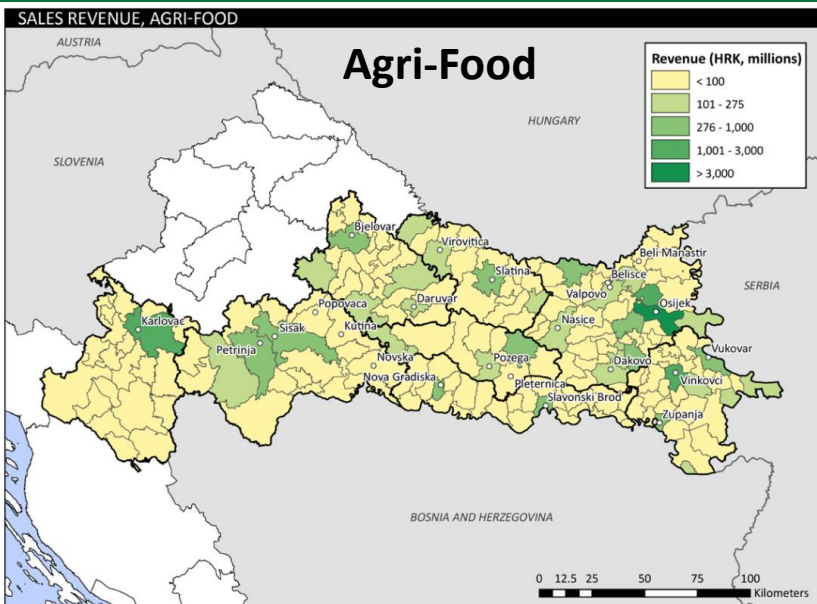 SALES REVENUE, AGRI-FOOD
Agri-Food
AUSTRIA
HUNGARY
SLOVENIA
SERBIA
BOSNIA AND HERZEGOVINA
Revenue (HRK, millions)
< 100
101 - 275
276 - 1,000
1,001 - 3,000
> 3,000
Bjelovar
Virovitica
Beli Manastir
Slatina
Belisce
Valpovo
Osijek
Popovaca
Daruvar
Karlovac
Sisak
Kutina
Nasice
Petrinja
Vukovar
Novska
Pozega
Dakovo
Nova Gradiska
Pleternica
Vinkovci
Slavonski Brod
Zupanja
0 12.5 25 50 75 100
Kilometers